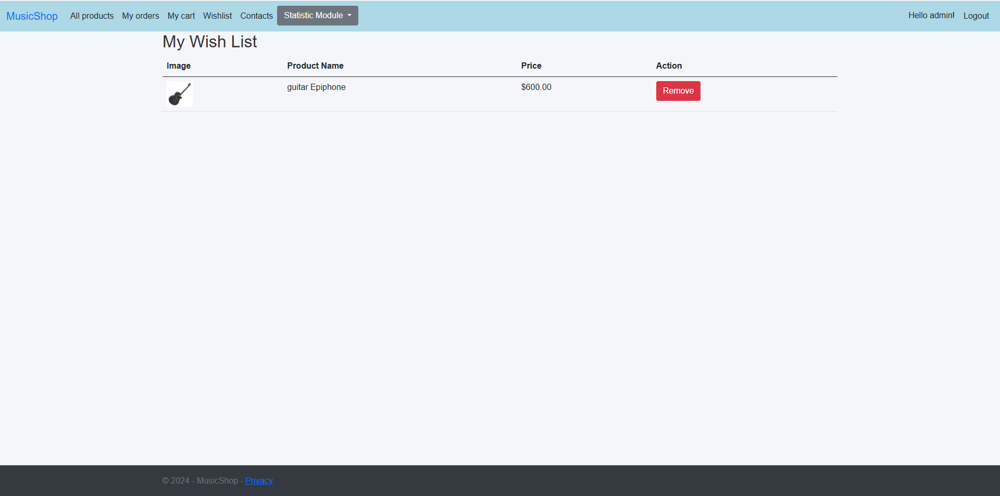 MusicShop All products My orders My cart Wishlist Contacts Statistic Module Hello admin! Logout
My Wish List
Image Product Name Price Action
guitar Epiphone $600.00 Remove
© 2024 - MusicShop - Privacy